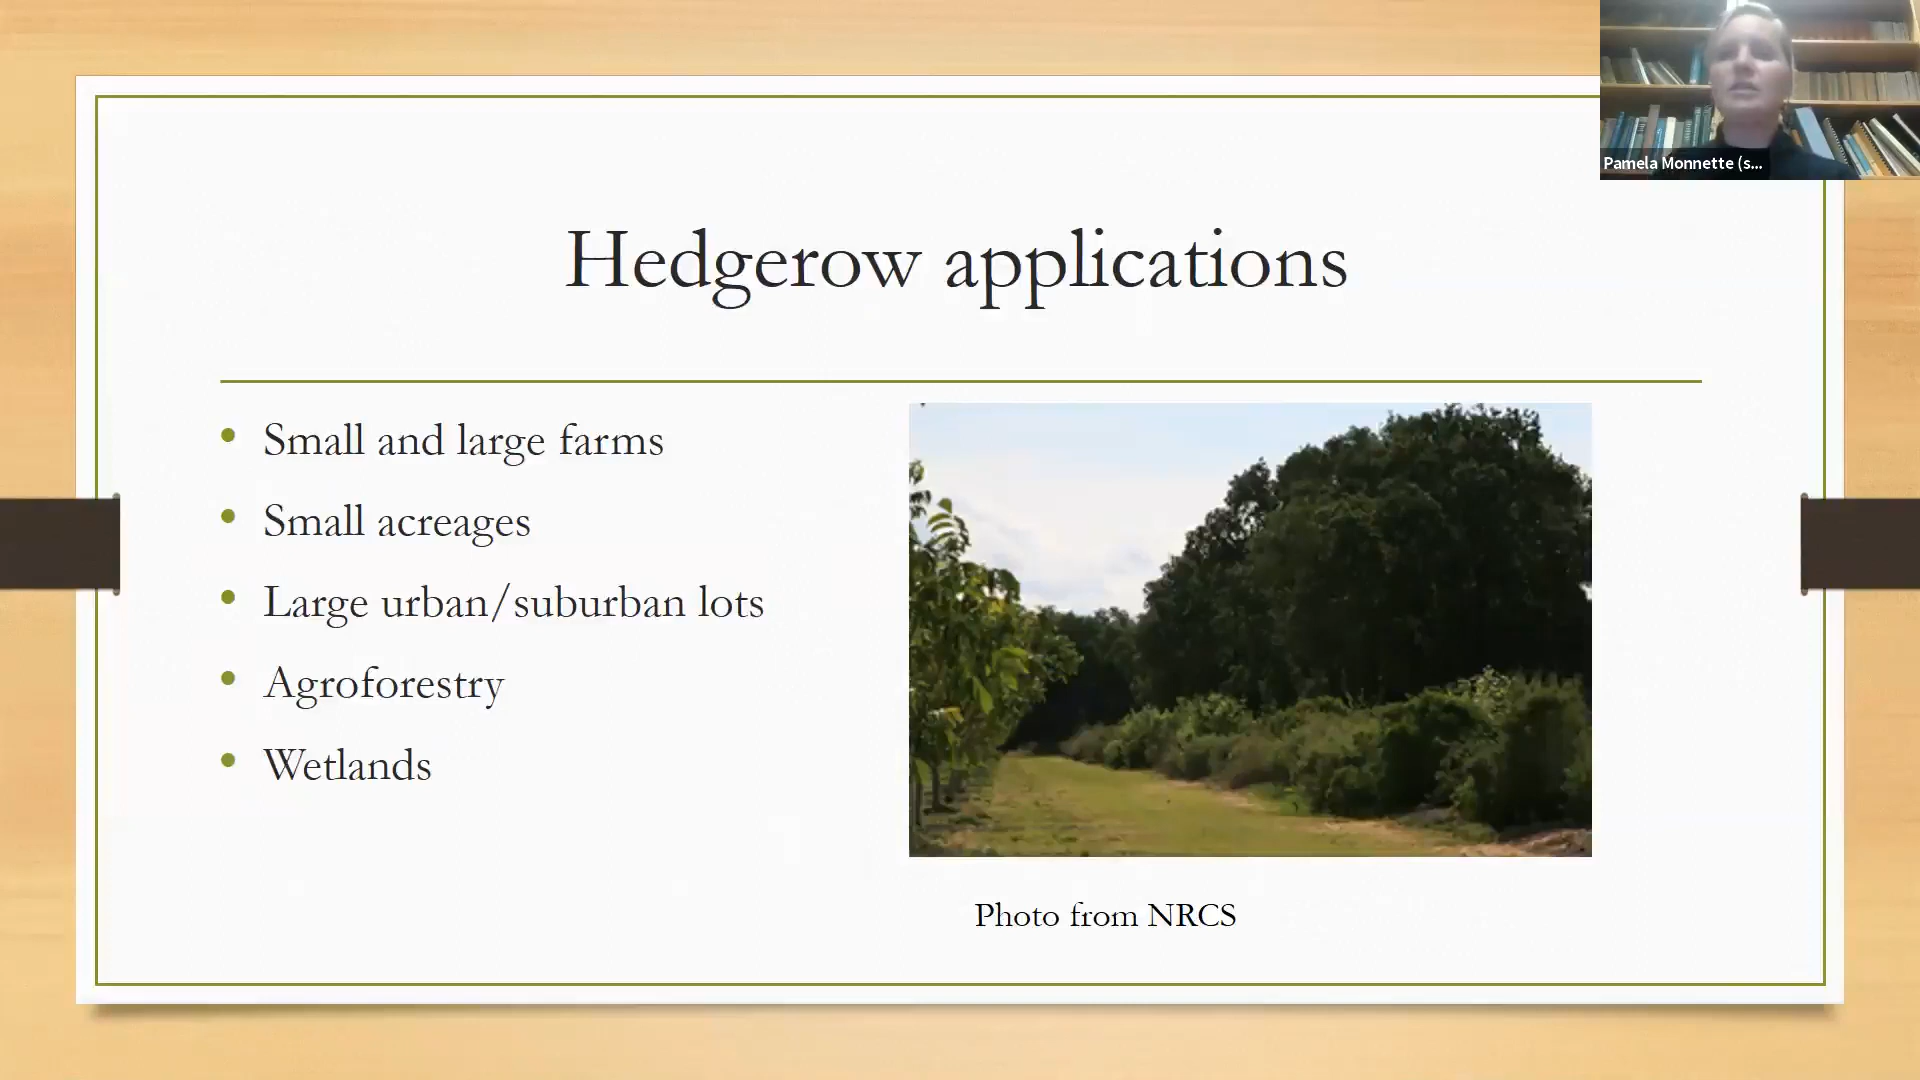 Pamela Monnette (s...
Hedgerow applications
• Small and large farms
• Small acreages
• Large urban/suburban lots
• Agroforestry
• Wetlands
Photo from NRCS